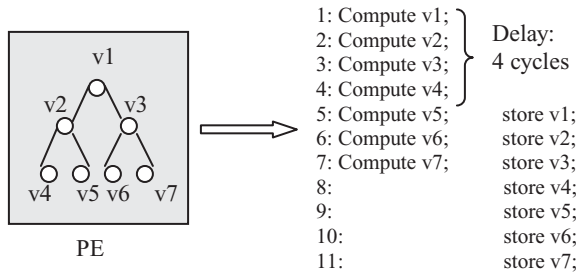 v1
v2 v3
v4 v5 v6 v7
PE
1: Compute v1;
2: Compute v2;
3: Compute v3;
4: Compute v4;
Delay:
4 cycles
5: Compute v5; store v1;
6: Compute v6; store v2;
7: Compute v7; store v3;
8: store v4;
9: store v5;
10: store v6;
11: store v7;